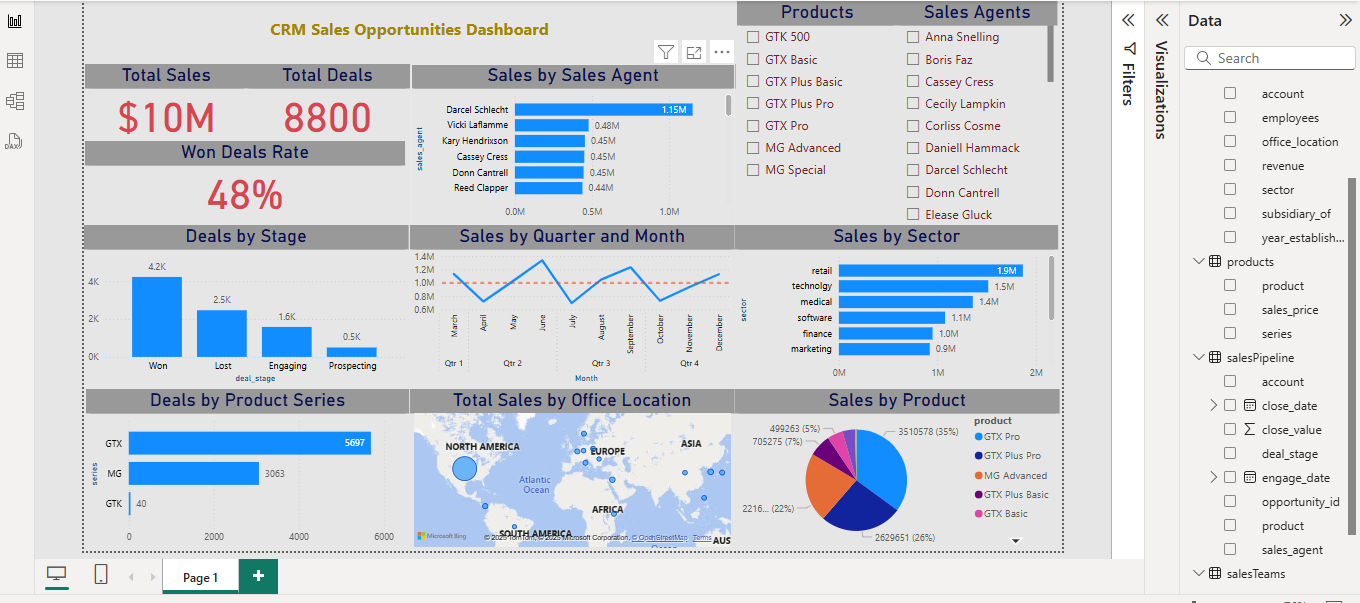 CRM Sales Opportunities Dashboard
Total Sales
Total Deals
$10M
8800
Won Deals Rate
48%
Sales by Sales Agent
sales_agent
Darcel Schlecht 1.15M
Vicki Laflamme 0.48M
Kary Hendrixson 0.45M
Cassey Cress 0.45M
Donn Cantrell 0.45M
Reed Clapper 0.44M
0.0M 0.5M 1.0M
Products
GTK 500
GTX Basic
GTX Plus Basic
GTX Plus Pro
GTX Pro
MG Advanced
MG Special
Sales Agents
Anna Snelling
Boris Faz
Cassey Cress
Cecily Lampkin
Corliss Cosme
Daniell Hammack
Darcel Schlecht
Donn Cantrell
Elease Gluck
Deals by Stage
4K
2K
0K
4.2K
2.5K
1.6K
0.5K
Won Lost Engaging Prospecting
deal_stage
Sales by Quarter and Month
1.4M
1.2M
1.0M
0.8M
0.6M
March April May June July August September October November December
Qtr 1 Qtr 2 Qtr 3 Qtr 4
Month
Sales by Sector
sector
retail 1.9M
technolgy 1.5M
medical 1.4M
software 1.1M
finance 1.0M
marketing 0.9M
0M 1M 2M
Deals by Product Series
series
GTX 5697
MG 3063
GTK 40
0 2000 4000 6000
Total Sales by Office Location
NORTH AMERICA
EUROPE
ASIA
Atlantic
Ocean
AFRICA
SOUTH AMERICA
AUS
Microsoft Bing
© 2025 TomTom, © 2025 Microsoft Corporation, © OpenStreetMap Terms
Sales by Product
499263 (5%)
705275 (7%)
2216... (22%)
3510578 (35%)
2629651 (26%)
product
GTX Pro
GTX Plus Pro
MG Advanced
GTX Plus Basic
GTX Basic
Page 1
+
Filters
Visualizations
Data
Search
account
employees
office_location
revenue
sector
subsidiary_of
year_establish...
products
product
sales_price
series
salesPipeline
account
close_date
close_value
deal_stage
engage_date
opportunity_id
product
sales_agent
salesTeams
DAX